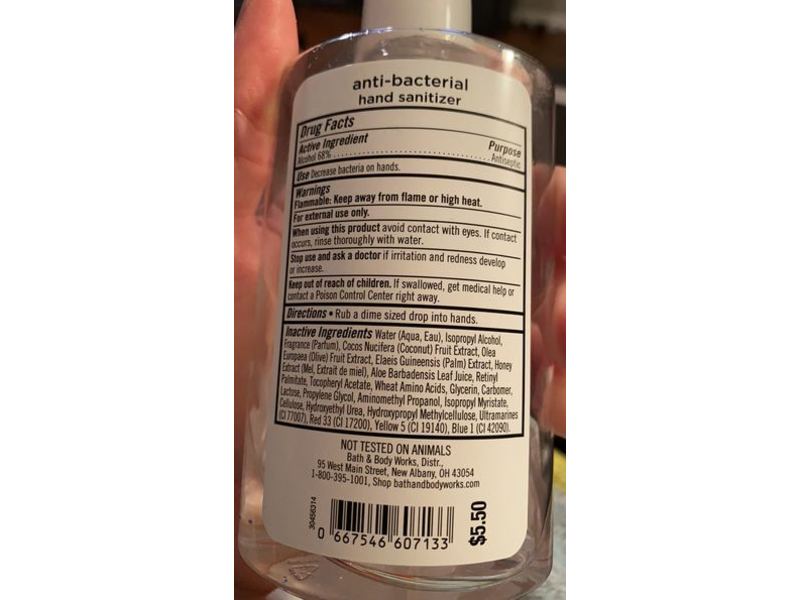 anti-bacterial
hand sanitizer
Drug Facts
Active Ingredient Purpose
Alcohol 68% ........................................ Antiseptic
Use Decrease bacteria on hands.
Warnings
Flammable: Keep away from flame or high heat.
For external use only.
When using this product avoid contact with eyes. If contact
occurs, rinse thoroughly with water.
Stop use and ask a doctor if irritation and redness develop
or increase.
Keep out of reach of children. If swallowed, get medical help or
contact a Poison Control Center right away.
Directions • Rub a dime sized drop into hands.
Inactive Ingredients Water (Aqua, Eau), Isopropyl Alcohol,
Fragrance (Parfum), Cocos Nucifera (Coconut) Fruit Extract, Olea
Europaea (Olive) Fruit Extract, Elaeis Guineensis (Palm) Extract, Honey
Extract (Mel, Extrait de miel), Aloe Barbadensis Leaf Juice, Retinyl
Palmitate, Tocopheryl Acetate, Wheat Amino Acids, Glycerin, Carbomer,
Lactose, Propylene Glycol, Aminomethyl Propanol, Isopropyl Myristate,
Cellulose, Hydroxyethyl Urea, Hydroxypropyl Methylcellulose, Ultramarines
(CI 77007), Red 33 (CI 17200), Yellow 5 (CI 19140), Blue 1 (CI 42090).
NOT TESTED ON ANIMALS
Bath & Body Works, Distr.,
95 West Main Street, New Albany, OH 43054
1-800-395-1001, Shop bathandbodyworks.com
30456314
0 667546 607133
$5.50